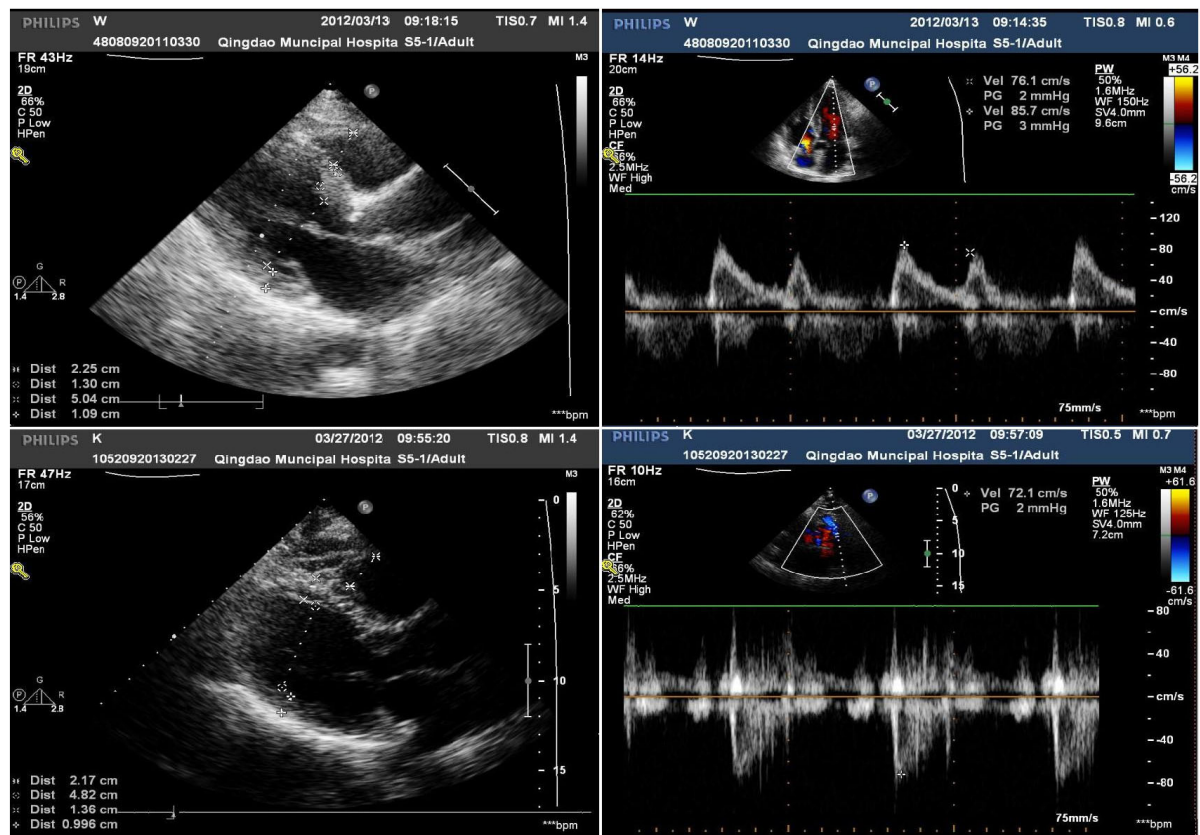 PHILIPS W 2012/03/13 09:18:15 TIS0.7 MI 1.4
48080920110330 Qingdao Muncipal Hospita S5-1/Adult
FR 43Hz
19cm
M3
2D
66%
C 50
P Low
HPen
P
G
P R
1.4 2.8
Dist 2.25 cm
Dist 1.30 cm
Dist 5.04 cm
Dist 1.09 cm
***bpm
PHILIPS W 2012/03/13 09:14:35 TIS0.8 MI 0.6
48080920110330 Qingdao Muncipal Hospita S5-1/Adult
FR 14Hz
20cm
M3 M4
+56.2
2D
66%
C 50
P Low
HPen
CF
66%
2.5MHz
WF High
Med
P
Vel 76.1 cm/s
PG 2 mmHg
Vel 85.7 cm/s
PG 3 mmHg
PW
50%
1.6MHz
WF 150Hz
SV4.0mm
9.6cm
-56.2
cm/s
120
80
40
cm/s
-40
-80
75mm/s
***bpm
PHILIPS K 03/27/2012 09:55:20 TIS0.8 MI 1.4
10520920130227 Qingdao Muncipal Hospita S5-1/Adult
FR 47Hz
17cm
M3
2D
56%
C 50
P Low
HPen
P
0
5
10
15
G
P R
1.4 2.8
Dist 2.17 cm
Dist 4.82 cm
Dist 1.36 cm
Dist 0.996 cm
***bpm
PHILIPS K 03/27/2012 09:57:09 TIS0.5 MI 0.7
10520920130227 Qingdao Muncipal Hospita S5-1/Adult
FR 10Hz
16cm
M3 M4
+61.6
2D
62%
C 50
P Low
HPen
CF
66%
2.5MHz
WF High
Med
P
0
5
10
15
Vel 72.1 cm/s
PG 2 mmHg
PW
50%
1.6MHz
WF 125Hz
SV4.0mm
7.2cm
-61.6
cm/s
80
40
cm/s
-40
-80
75mm/s
***bpm